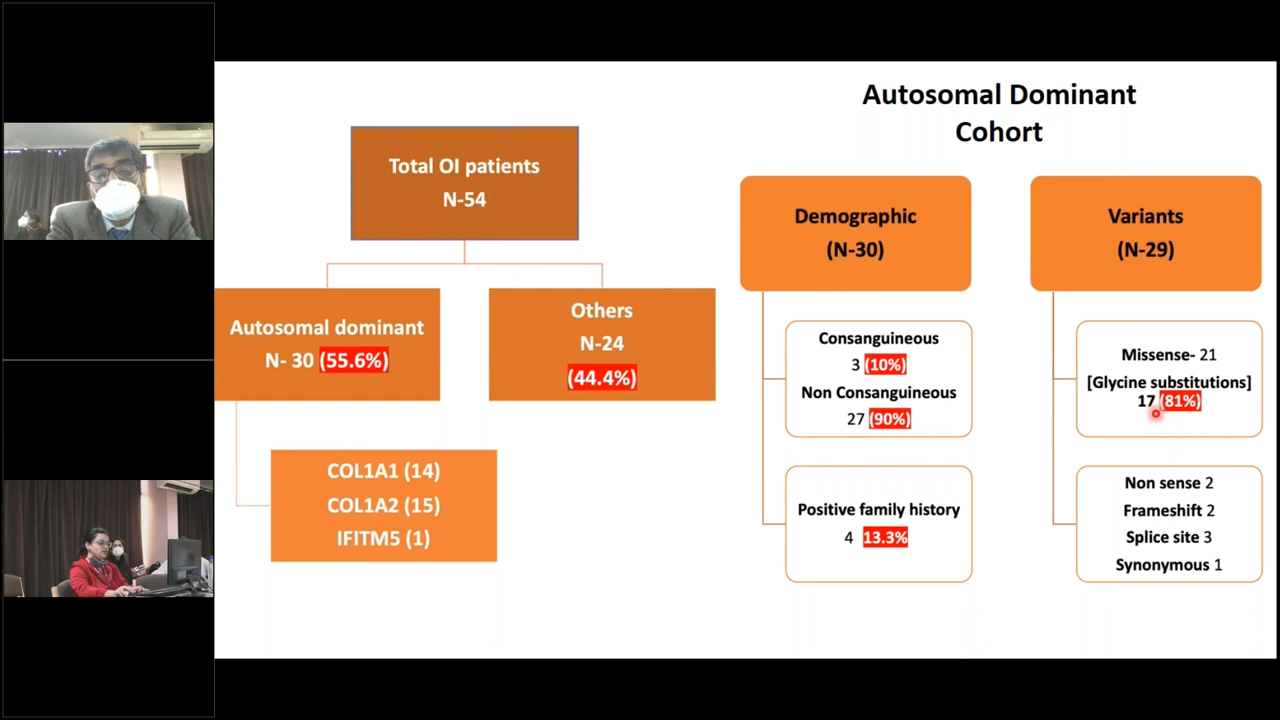 Autosomal Dominant
Cohort
Total OI patients
N-54
Autosomal dominant
N- 30 (55.6%)
Others
N-24
(44.4%)
COL1A1 (14)
COL1A2 (15)
IFITM5 (1)
Demographic
(N-30)
Consanguineous
3 (10%)
Non Consanguineous
27 (90%)
Positive family history
4 13.3%
Variants
(N-29)
Missense- 21
[Glycine substitutions]
17 (81%)
Non sense 2
Frameshift 2
Splice site 3
Synonymous 1